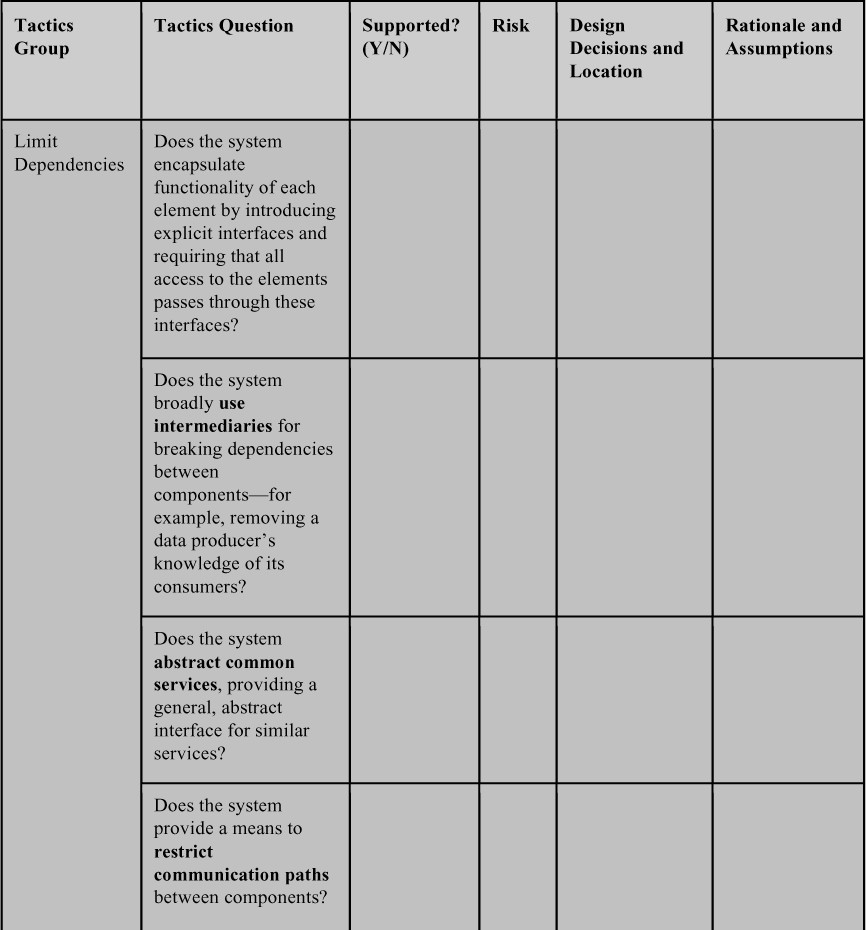 Tactics
Group
Tactics Question
Supported?
(Y/N)
Risk
Design
Decisions and
Location
Rationale and
Assumptions
Limit
Dependencies
Does the system
encapsulate
functionality of each
element by introducing
explicit interfaces and
requiring that all
access to the elements
passes through these
interfaces?
Does the system
broadly use
intermediaries for
breaking dependencies
between
components—for
example, removing a
data producer’s
knowledge of its
consumers?
Does the system
abstract common
services, providing a
general, abstract
interface for similar
services?
Does the system
provide a means to
restrict
communication paths
between components?